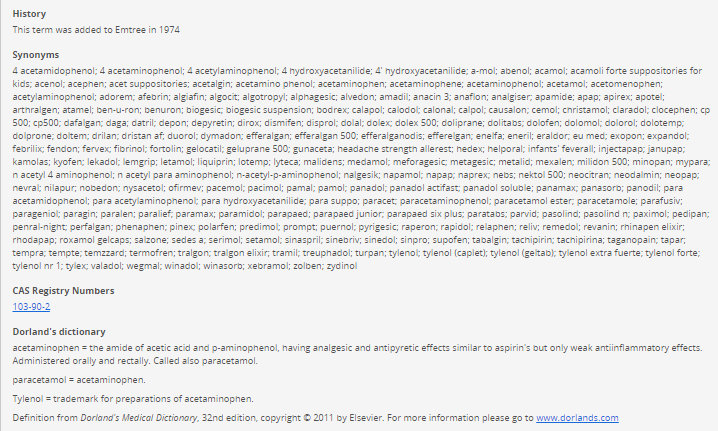 History
This term was added to Emtree in 1974
Synonyms
4 acetamidophenol; 4 acetaminophenol; 4 acetylaminophenol; 4 hydroxyacetanilide; 4' hydroxyacetanilide; a-mol; abenol; acamol; acamoli forte suppositories for
kids; acenol; acephen; acet suppositories; acetalgin; acetamino phenol; acetaminophen; acetaminophene; acetaminophenol; acetamol; acetomenophen;
acetylaminophenol; adorem; afebrin; algiafin; algocit; algotropyl; alphagesic; alvedon; amadil; anacin 3; anaflon; analgiser; apamide; apap; apirex; apotel;
arthralgen; atamel; ben-u-ron; benuron; biogesic; biogesic suspension; bodrex; calapol; calodol; calonal; calpol; causalon; cemol; christamol; claradol; clocephen; cp
500; cp500; dafalgan; daga; datril; depon; depyretin; dirox; dismifen; disprol; dolal; dolex; dolex 500; doliprane; dolitabs; dolofen; dolomol; dolorol; dolotemp;
dolprone; doltem; drilan; dristan af; duorol; dymadon; efferalgan; efferalgan 500; efferalganodis; efferelgan; enelfa; eneril; eraldor; eu med; exopon; expandol;
febrilix; fendon; fervex; fibrinol; fortolin; gelocatil; geluprane 500; gunaceta; headache strength allerest; hedex; helporal; infants' feverall; injectapap; janupap;
kamolas; kyofen; lekadol; lemgrip; letamol; liquiprin; lotemp; lyteca; malidens; medamol; meforagesic; metagesic; metalid; mexalen; milidon 500; minopan; mypara;
n acetyl 4 aminophenol; n acetyl para aminophenol; n-acetyl-p-aminophenol; nalgesik; napamol; napap; naprex; nebs; nektol 500; neocitran; neodalmin; neopap;
nevral; nilapur; nobedon; nysacetol; ofirmev; pacemol; pacimol; pamal; pamol; panadol; panadol actifast; panadol soluble; panamax; panasorb; panodil; para
acetamidophenol; para acetylaminophenol; para hydroxyacetanilide; para suppo; paracet; paracetaminophenol; paracetamol ester; paracetamole; parafusiv;
parageniol; paragin; paralen; paralief; paramax; paramidol; parapaed; parapaed junior; parapaed six plus; paratabs; parvid; pasolind; pasolind n; paximol; pedipan;
penral-night; perfalgan; phenaphen; pinex; polarfen; predimol; prompt; puernol; pyrigesic; raperon; rapidol; relaphen; reliv; remedol; revanin; rhinapen elixir;
rhodapap; roxamol gelcaps; salzone; sedes a; serimol; setamol; sinaspril; sinebriv; sinedol; sinpro; supofen; tabalgin; tachipirin; tachipirina; taganopain; tapar;
tempra; tempte; temzzard; termofren; tralgon; tralgon elixir; tramil; treuphadol; turpan; tylenol; tylenol (caplet); tylenol (geltab); tylenol extra fuerte; tylenol forte;
tylenol nr 1; tylex; valadol; wegmal; winadol; winasorb; xebramol; zolben; zydinol
CAS Registry Numbers
103-90-2
Dorland's dictionary
acetaminophen = the amide of acetic acid and p-aminophenol, having analgesic and antipyretic effects similar to aspirin's but only weak antiinflammatory effects.
Administered orally and rectally. Called also paracetamol.
paracetamol = acetaminophen.
Tylenol = trademark for preparations of acetaminophen.
Definition from Dorland's Medical Dictionary, 32nd edition, copyright © 2011 by Elsevier. For more information please go to www.dorlands.com